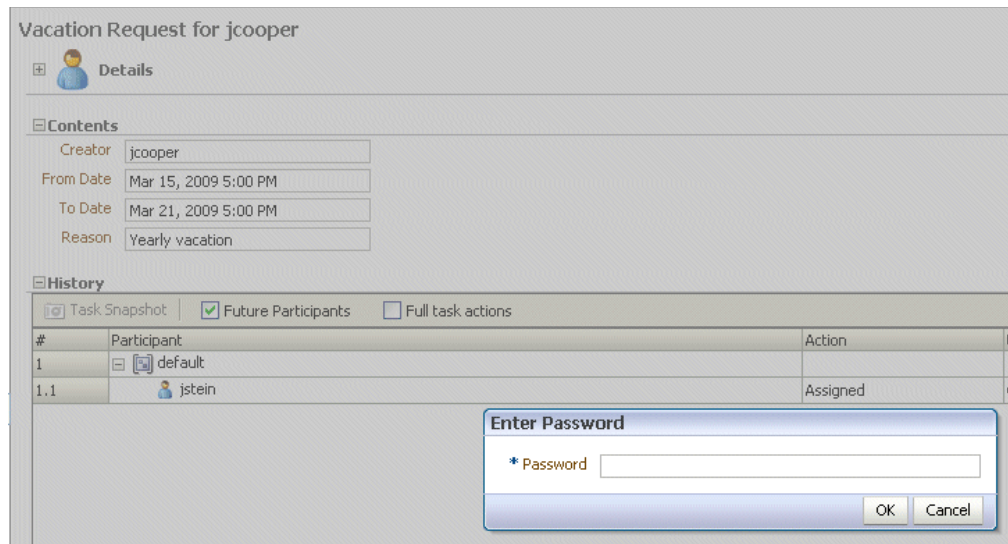 Vacation Request for jcooper
Details
Contents
Creator jcooper
From Date Mar 15, 2009 5:00 PM
To Date Mar 21, 2009 5:00 PM
Reason Yearly vacation
History
Task Snapshot Future Participants Full task actions
# Participant Action
1 default
1.1 jstein Assigned
Enter Password
* Password
OK Cancel